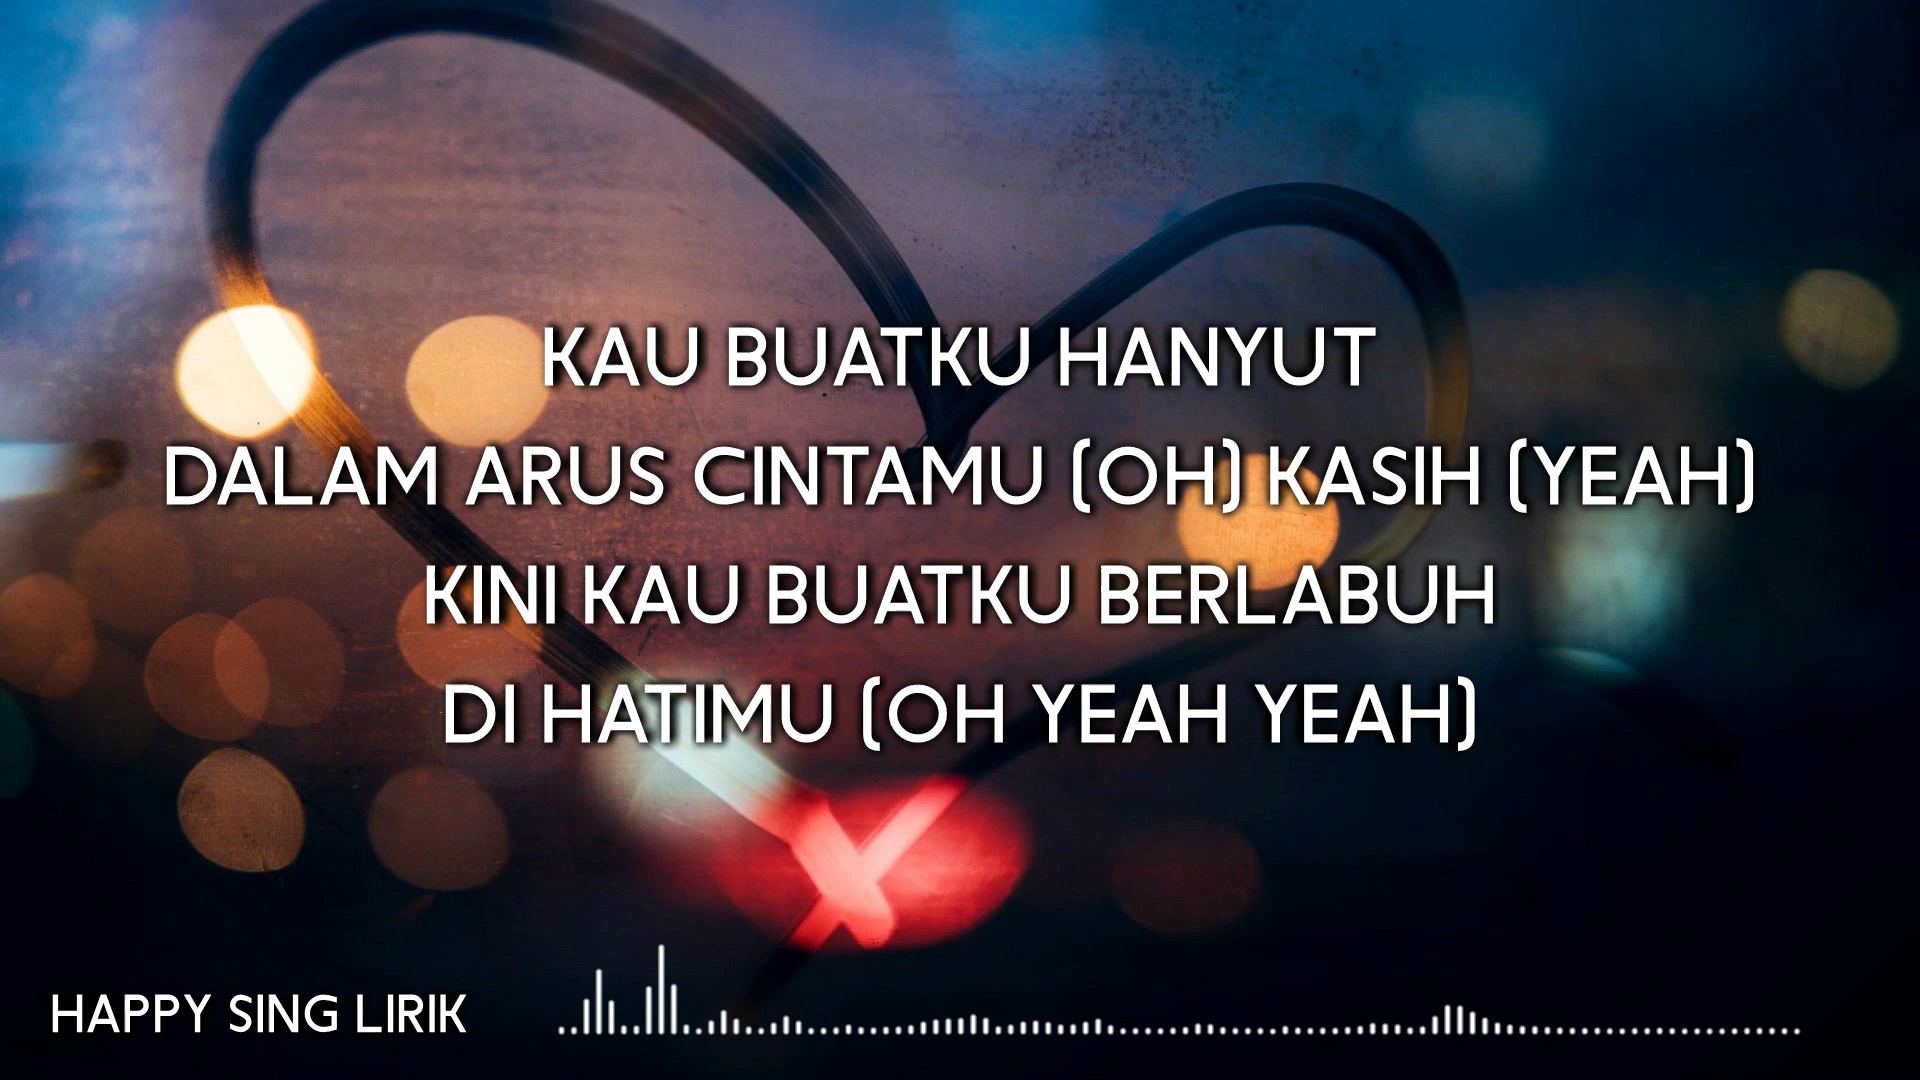 KAU BUATKU HANYUT
DALAM ARUS CINTAMU (OH) KASIH (YEAH)
KINI KAU BUATKU BERLABUH
DI HATIMU (OH YEAH YEAH)
HAPPY SING LIRIK